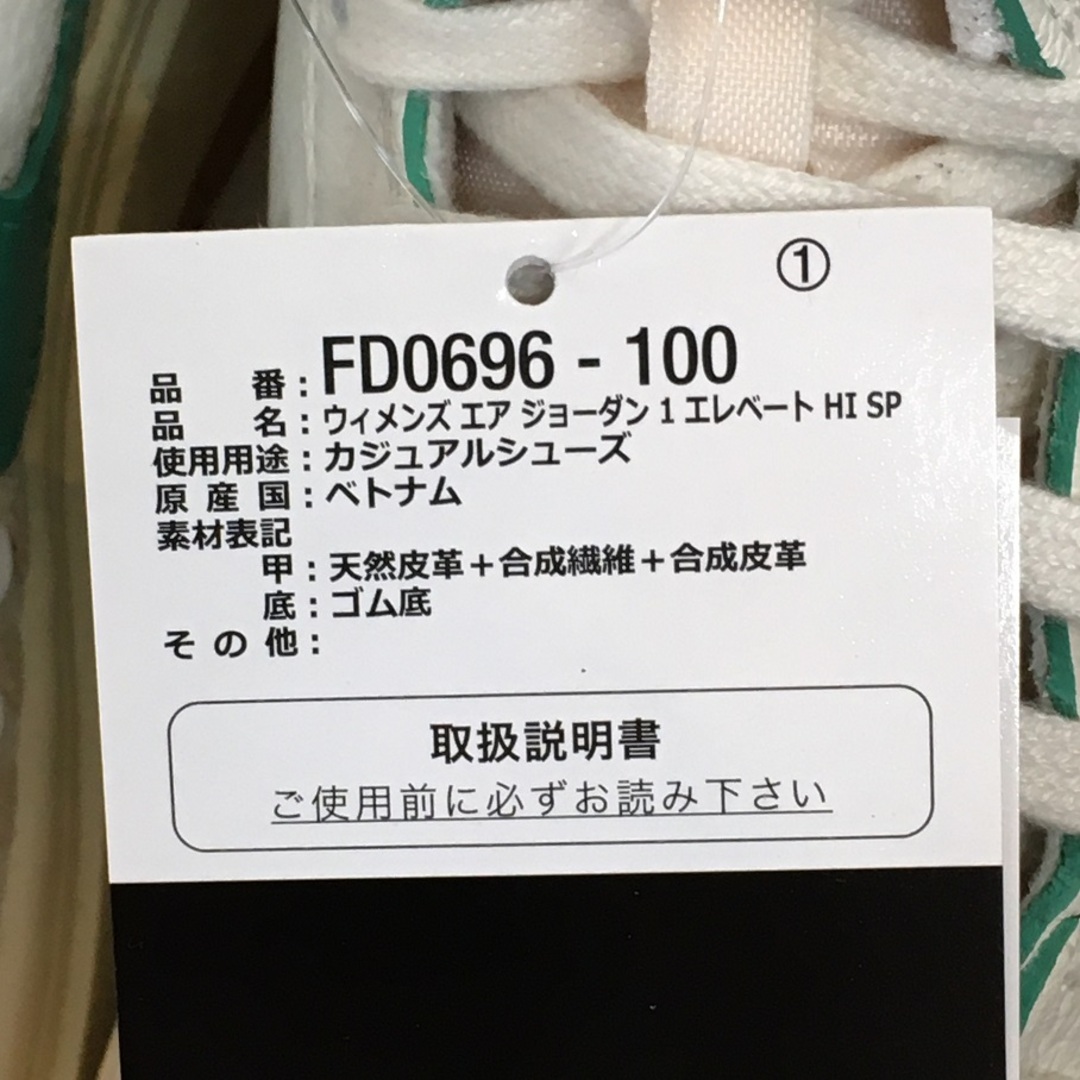 ①
品 番：FD0696 - 100
品 名：ウィメンズ エア ジョーダン 1 エレベート HI SP
使用用途：カジュアルシューズ
原 産 国：ベトナム
素材表記
甲：天然皮革＋合成繊維＋合成皮革
底：ゴム底
そ の 他：
取扱説明書
ご使用前に必ずお読み下さい